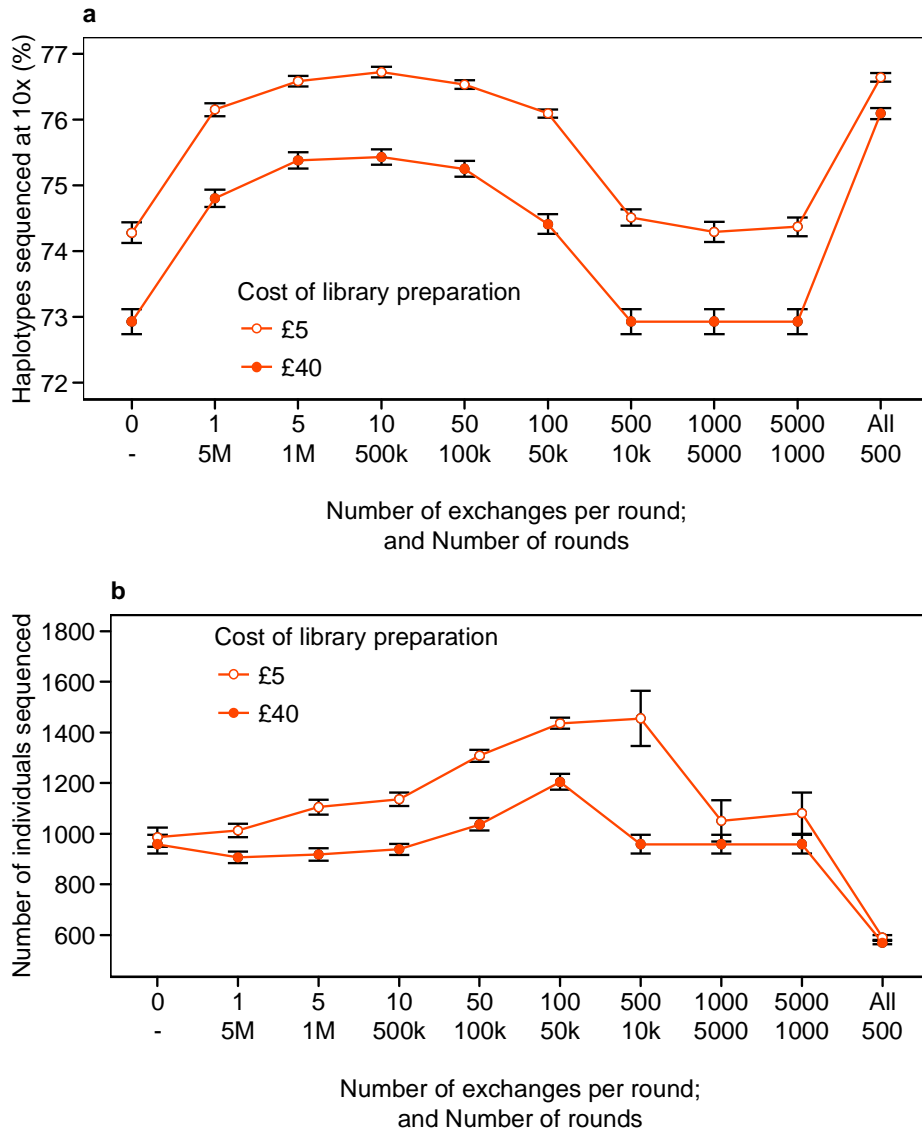 a
Haplotypes sequenced at 10x (%)
77
76
75
74
73
72
Cost of library preparation
£5
£40
0 1 5 10 50 100 500 1000 5000 All
- 5M 1M 500k 100k 50k 10k 5000 1000 500
Number of exchanges per round;
and Number of rounds
b
Number of individuals sequenced
1800
1600
1400
1200
1000
800
600
Cost of library preparation
£5
£40
0 1 5 10 50 100 500 1000 5000 All
- 5M 1M 500k 100k 50k 10k 5000 1000 500
Number of exchanges per round;
and Number of rounds